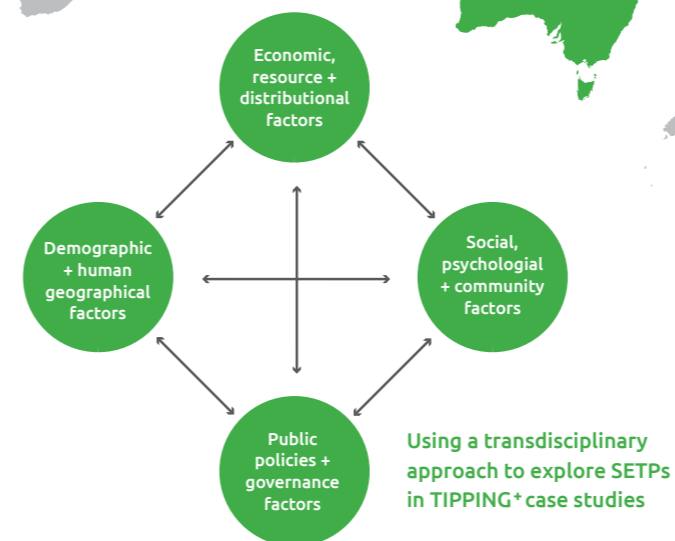 Economic,
resource +
distributional
factors
Demographic
+ human
geographical
factors
Social,
psychologial
+ community
factors
Public
policies +
governance
factors
Using a transdisciplinary
approach to explore SETPs
in TIPPING⁺ case studies